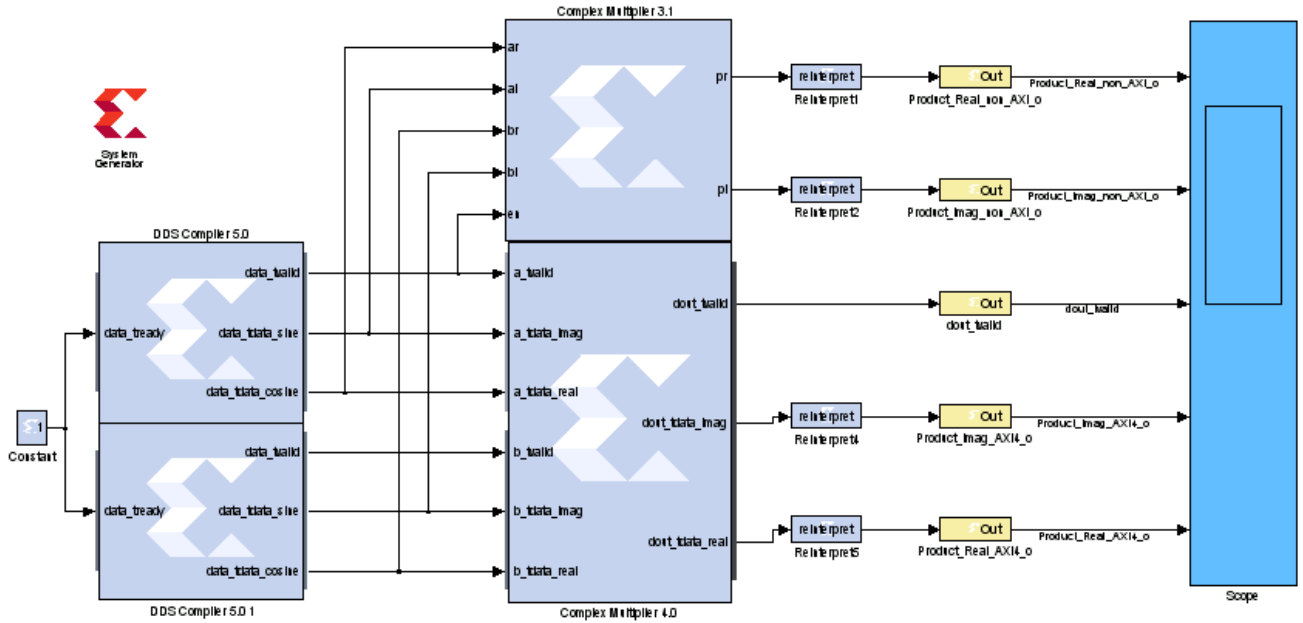 Complex Multiplier 3.1
ar
ai
br
bi
en
pr
pi
reinterpret
Reinterpret1
Out
Product_Real_non_AXI_o
Product_Real_non_AXI_o
reinterpret
Reinterpret2
Out
Product_Imag_non_AXI_o
Product_Imag_non_AXI_o
System
Generator
DDS Compiler 5.0
data_tready
data_tvalid
data_tdata_sine
data_tdata_cosine
1
Constant
data_tready
data_tvalid
data_tdata_sine
data_tdata_cosine
DDS Compiler 5.0 1
a_tvalid
a_tdata_imag
a_tdata_real
b_tvalid
b_tdata_imag
b_tdata_real
dout_tvalid
dout_tdata_imag
dout_tdata_real
Complex Multiplier 4.0
Out
dout_tvalid
dout_tvalid
reinterpret
Reinterpret4
Out
Product_Imag_AXI4_o
Product_Imag_AXI4_o
reinterpret
Reinterpret5
Out
Product_Real_AXI4_o
Product_Real_AXI4_o
Scope